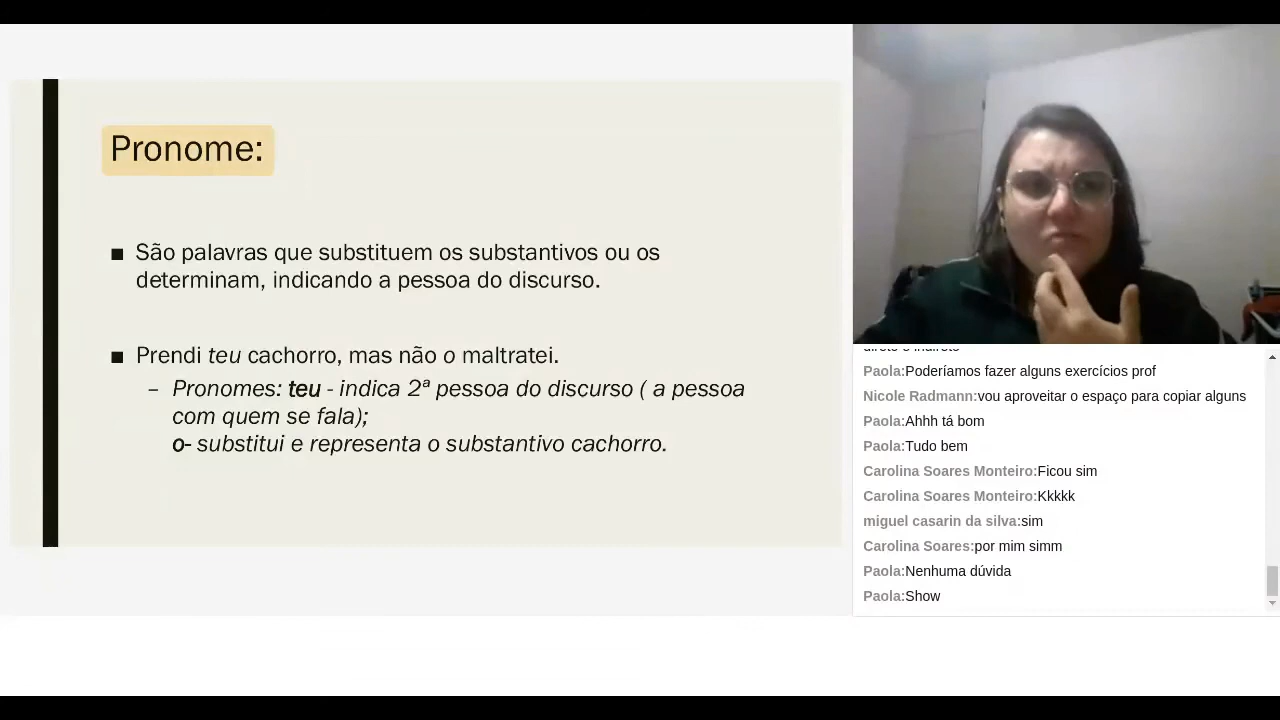 Pronome:
■ São palavras que substituem os substantivos ou os
determinam, indicando a pessoa do discurso.
■ Prendi teu cachorro, mas não o maltratei.
– Pronomes: teu - indica 2ª pessoa do discurso ( a pessoa
com quem se fala);
o- substitui e representa o substantivo cachorro.
Paola:Poderíamos fazer alguns exercícios prof
Nicole Radmann:vou aproveitar o espaço para copiar alguns
Paola:Ahhh tá bom
Paola:Tudo bem
Carolina Soares Monteiro:Ficou sim
Carolina Soares Monteiro:Kkkkk
miguel casarin da silva:sim
Carolina Soares:por mim simm
Paola:Nenhuma dúvida
Paola:Show